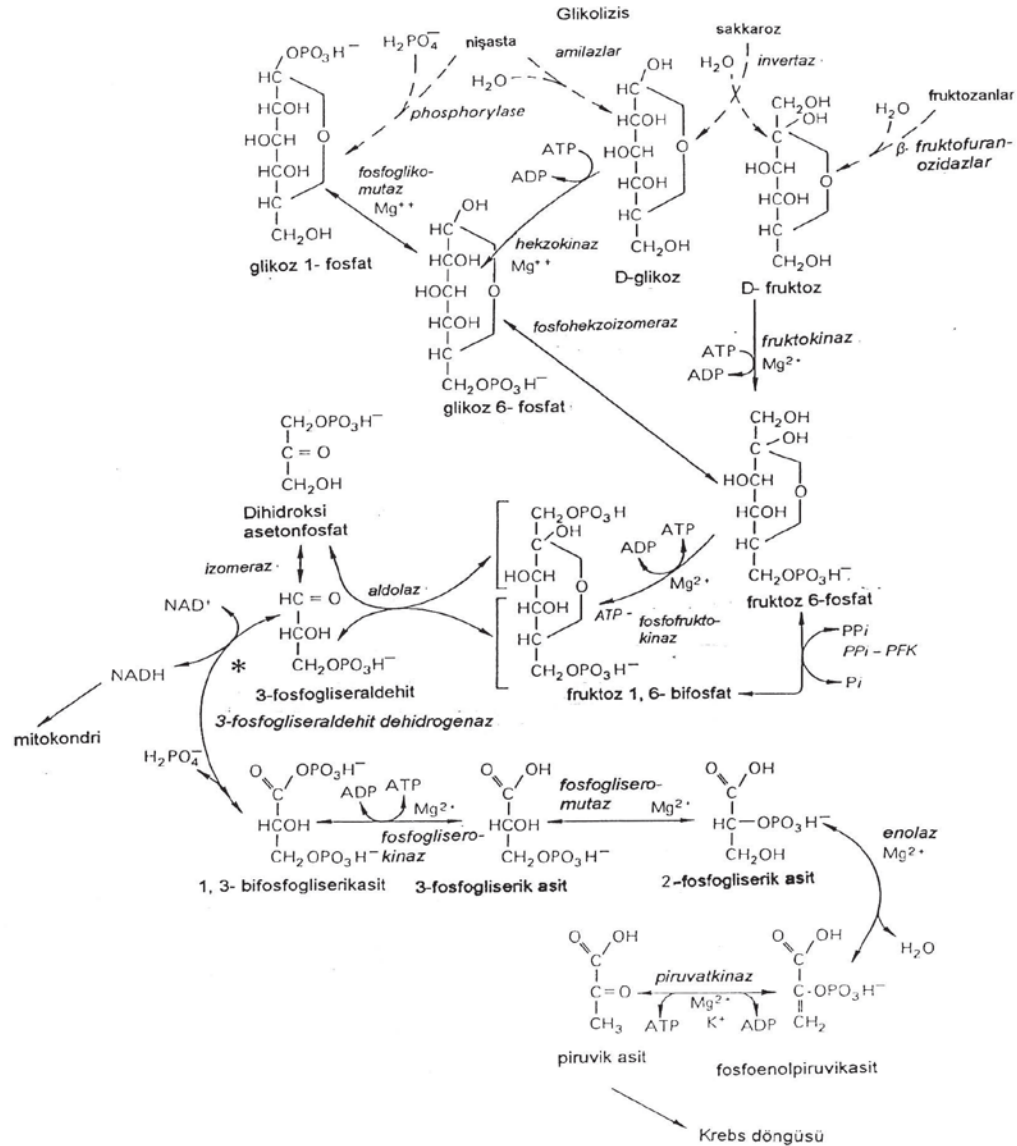 Glikolizis
OPO₃H⁻
HC
HCOH
HOCH
HCOH
HC
CH₂OH
O
glikoz 1- fosfat
H₂PO₄⁻
nişasta
amilazlar
H₂O
phosphorylase
sakkaroz
H₂O
invertaz
OH
HC
HCOH
HOCH
HCOH
HC
CH₂OH
O
D-glikoz
CH₂OH
OH
C
HOCH
HCOH
HCOH
HC
CH₂OH
O
D- fruktoz
fruktozanlar
H₂O
β- fruktofuran-
ozidazlar
fosfogliko-
mutaz
Mg⁺⁺
ATP
ADP
hekzokinaz
Mg⁺⁺
OH
HC
HCOH
HOCH
HCOH
HC
CH₂OPO₃H⁻
O
glikoz 6- fosfat
fosfohekzoizomeraz
fruktokinaz
ATP
Mg²⁺
ADP
CH₂OH
OH
C
HOCH
HCOH
HC
CH₂OPO₃H⁻
O
fruktoz 6-fosfat
CH₂OPO₃H⁻
C = O
CH₂OH
Dihidroksi
asetonfosfat
izomeraz
aldolaz
CH₂OPO₃H
OH
C
HOCH
HCOH
HC
CH₂OPO₃H⁻
O
fruktoz 1, 6- bifosfat
ATP
ADP
Mg²⁺
ATP -
fosfofrukto-
kinaz
PPi
PPi – PFK
Pi
NAD⁺
NADH
mitokondri
*
HC = O
HCOH
CH₂OPO₃H⁻
3-fosfogliseraldehit
3-fosfogliseraldehit dehidrogenaz
H₂PO₄⁻
O
OPO₃H⁻
C
HCOH
CH₂OPO₃H⁻
1, 3- bifosfogliserikasit
ADP
ATP
Mg²⁺
fosfoglisero-
kinaz
O
OH
C
HCOH
CH₂OPO₃H⁻
3-fosfogliserik asit
fosfoglisero-
mutaz
Mg²⁺
O
OH
C
HC – OPO₃H⁻
CH₂OH
2-fosfogliserik asit
enolaz
Mg²⁺
H₂O
O
OH
C
C=O
CH₃
piruvik asit
piruvatkinaz
Mg²⁺
ATP
K⁺
ADP
O
OH
C
C-OPO₃H⁻
CH₂
fosfoenolpiruvikasit
Krebs döngüsü